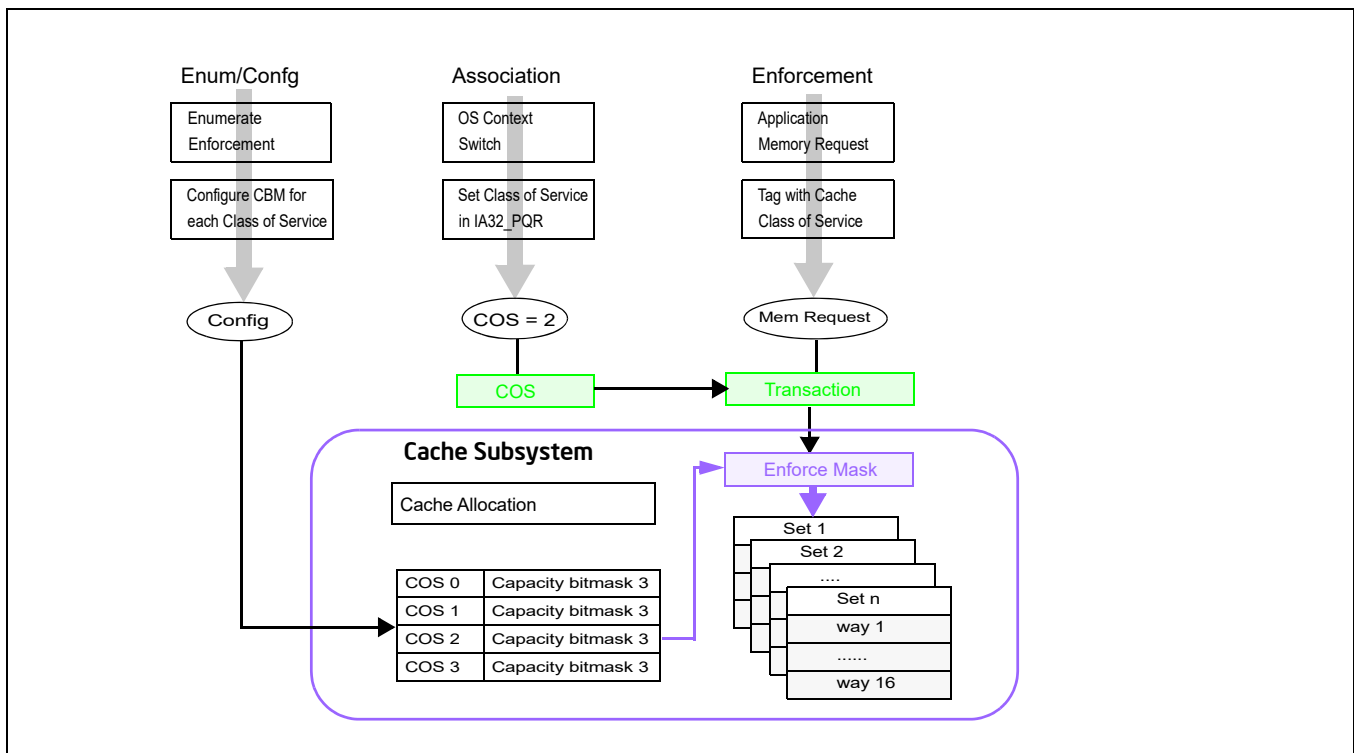 Enum/Confg
Association
Enforcement
Enumerate
Enforcement
OS Context
Switch
Application
Memory Request
Configure CBM for
each Class of Service
Set Class of Service
in IA32_PQR
Tag with Cache
Class of Service
Config
COS = 2
Mem Request
COS
Transaction
Cache Subsystem
Enforce Mask
Cache Allocation
COS 0 Capacity bitmask 3
COS 1 Capacity bitmask 3
COS 2 Capacity bitmask 3
COS 3 Capacity bitmask 3
Set 1
Set 2
....
Set n
way 1
......
way 16